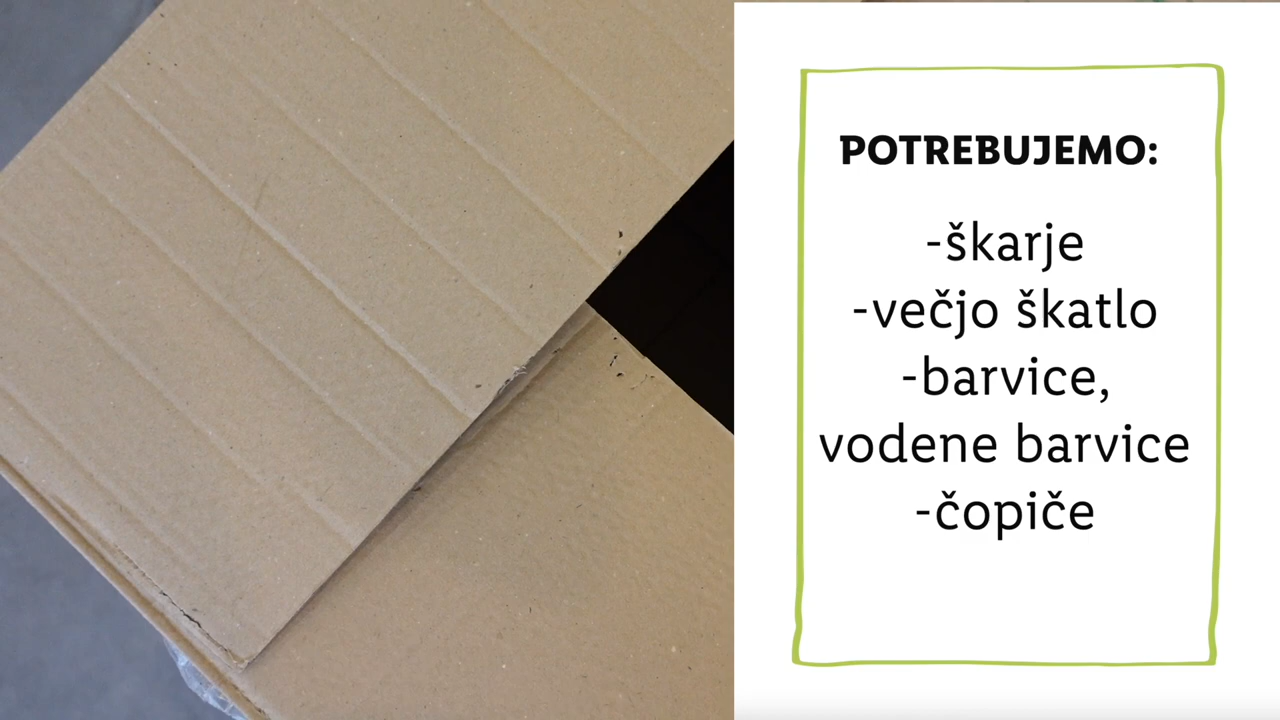 POTREBUJEMO:
-škarje
-večjo škatlo
-barvice,
vodene barvice
-čopiče